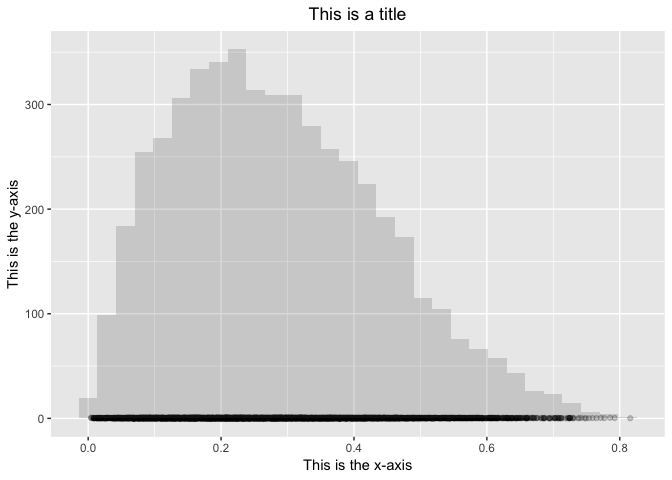 This is a title
This is the y-axis
300
200
100
0
0.0 0.2 0.4 0.6 0.8
This is the x-axis